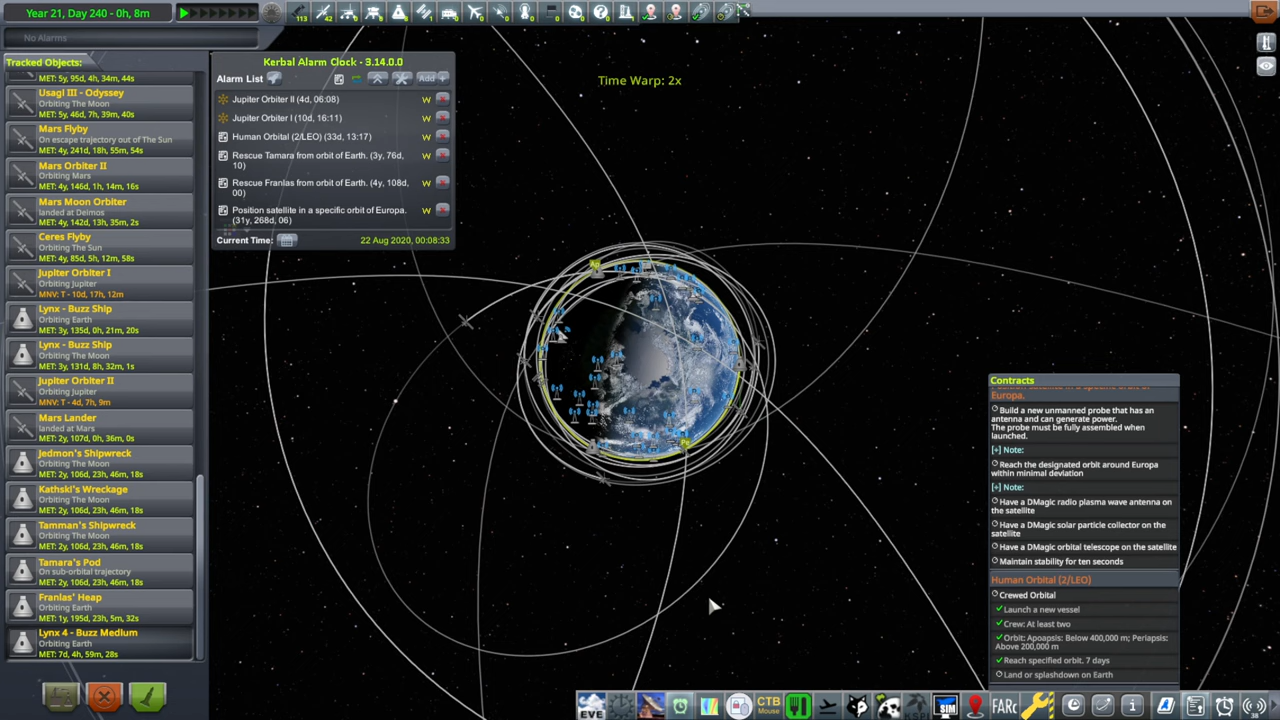 Year 21, Day 240 - 0h, 8m
113
42
8
No Alarms
Tracked Objects:
MET: 5y, 95d, 4h, 34m, 44s
UsagI III - Odyssey
Orbiting The Moon
MET: 5y, 46d, 7h, 39m, 40s
Mars Flyby
On escape trajectory out of The Sun
MET: 4y, 241d, 18h, 55m, 54s
Mars Orbiter II
Orbiting Mars
MET: 4y, 146d, 1h, 14m, 16s
Mars Moon Orbiter
landed at Deimos
MET: 4y, 142d, 13h, 35m, 2s
Ceres Flyby
Orbiting The Sun
MET: 4y, 85d, 5h, 12m, 58s
Jupiter Orbiter I
Orbiting Jupiter
MNV: T - 10d, 17h, 12m
Lynx - Buzz Ship
Orbiting Earth
MET: 3y, 135d, 0h, 21m, 20s
Lynx - Buzz Ship
Orbiting The Moon
MET: 3y, 131d, 8h, 32m, 1s
Jupiter Orbiter II
Orbiting Jupiter
MNV: T - 4d, 7h, 9m
Mars Lander
landed at Mars
MET: 2y, 107d, 0h, 36m, 0s
Jedmon's Shipwreck
Orbiting The Moon
MET: 2y, 106d, 23h, 46m, 18s
Kathski's Wreckage
Orbiting The Moon
MET: 2y, 106d, 23h, 46m, 18s
Tamman's Shipwreck
Orbiting The Moon
MET: 2y, 106d, 23h, 46m, 18s
Tamara's Pod
On sub-orbital trajectory
MET: 2y, 106d, 23h, 46m, 18s
Franlas' Heap
Orbiting Earth
MET: 1y, 195d, 23h, 5m, 32s
Lynx 4 - Buzz Medium
Orbiting Earth
MET: 7d, 4h, 59m, 28s
Kerbal Alarm Clock - 3.14.0.0
Alarm List
Add +
Jupiter Orbiter II (4d, 06:08) W
Jupiter Orbiter I (10d, 16:11) W
Human Orbital (2/LEO) (33d, 13:17) W
Rescue Tamara from orbit of Earth. (3y, 76d,
10) W
Rescue Franlas from orbit of Earth. (4y, 108d,
00) W
Position satellite in a specific orbit of Europa.
(31y, 268d, 06) W
Current Time: 22 Aug 2020, 00:08:33
Time Warp: 2x
Ap
Pe
Contracts
Europa.
Build a new unmanned probe that has an
antenna and can generate power.
The probe must be fully assembled when
launched.
[+] Note:
Reach the designated orbit around Europa
within minimal deviation
[+] Note:
Have a DMagic radio plasma wave antenna on
the satellite
Have a DMagic solar particle collector on the
satellite
Have a DMagic orbital telescope on the satellite
Maintain stability for ten seconds
Human Orbital (2/LEO)
Crewed Orbital
Launch a new vessel
Crew: At least two
Orbit: Apoapsis: Below 400,000 m; Periapsis:
Above 200,000 m
Reach specified orbit. 7 days
Land or splashdown on Earth
EVE
CTB
Mouse
SIM
FARc
38